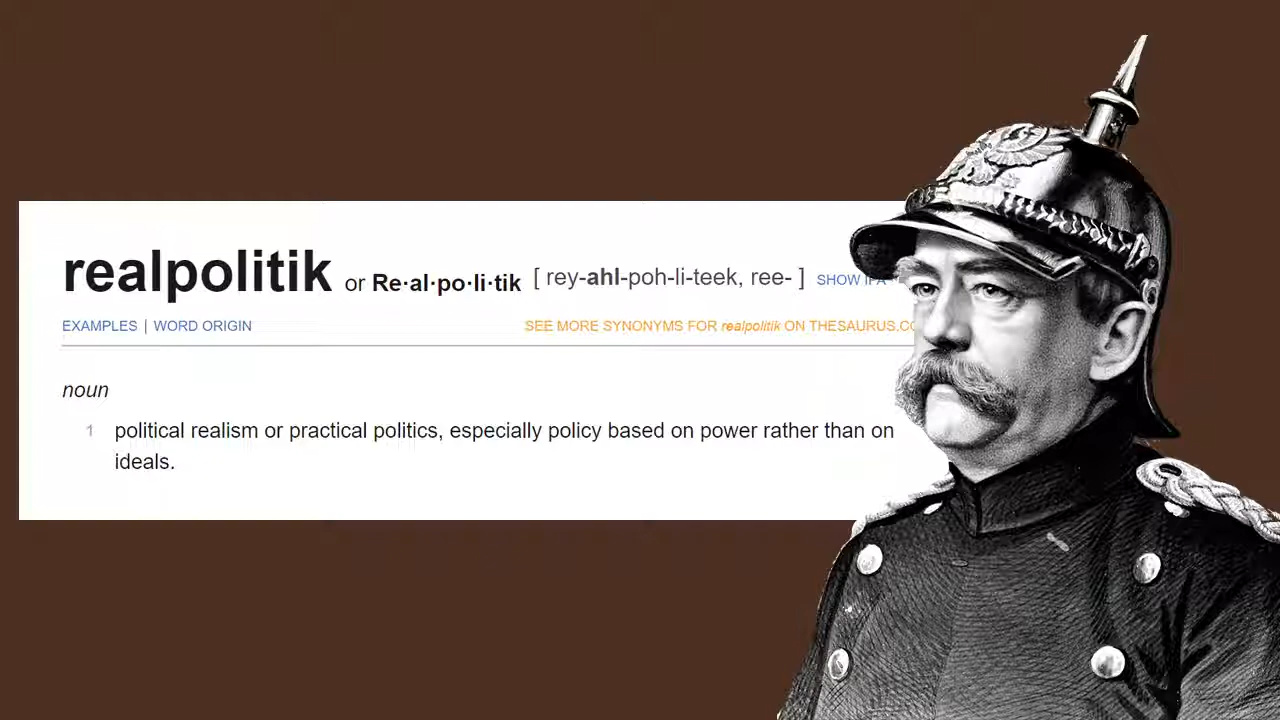 realpolitik or Re·al·po·li·tik [ rey-ahl-poh-li-teek, ree- ] SHOW IPA
EXAMPLES | WORD ORIGIN SEE MORE SYNONYMS FOR realpolitik ON THESAURUS.CO
noun
1 political realism or practical politics, especially policy based on power rather than on
ideals.